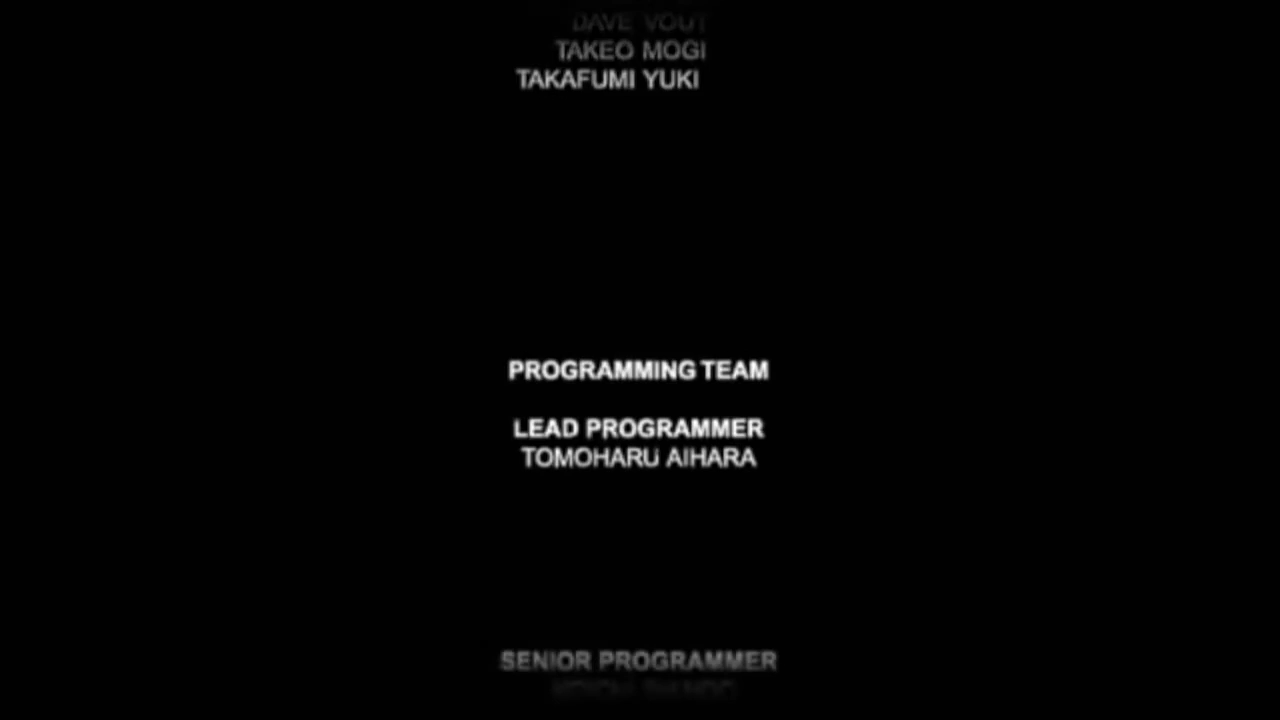 DAVE VOUT
TAKEO MOGI
TAKAFUMI YUKI
PROGRAMMING TEAM
LEAD PROGRAMMER
TOMOHARU AIHARA
SENIOR PROGRAMMER